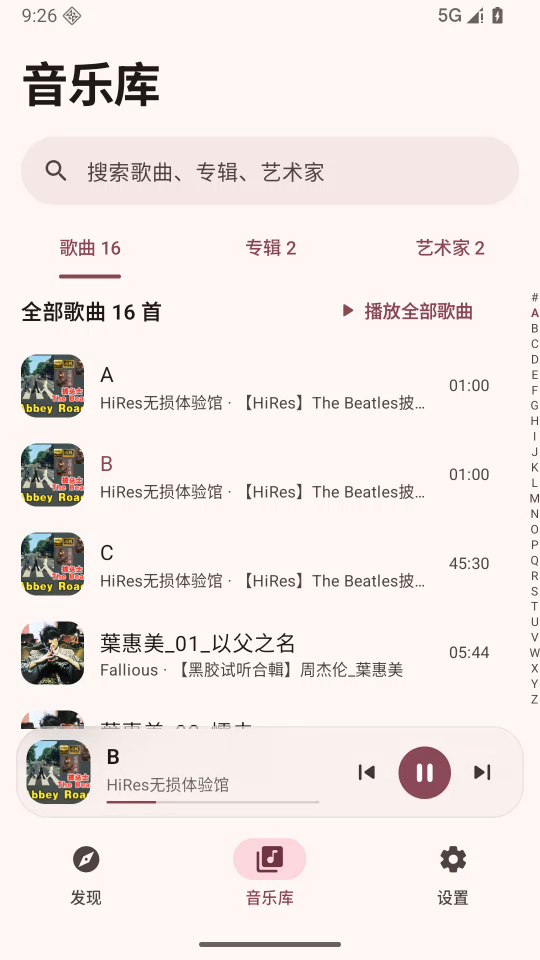 9:26
5G
音乐库
搜索歌曲、专辑、艺术家
歌曲 16
专辑 2
艺术家 2
全部歌曲 16 首
播放全部歌曲
A
HiRes无损体验馆 · 【HiRes】The Beatles披…
01:00
B
HiRes无损体验馆 · 【HiRes】The Beatles披…
01:00
C
HiRes无损体验馆 · 【HiRes】The Beatles披…
45:30
葉惠美_01_以父之名
Fallious · 【黑胶试听合輯】周杰伦_葉惠美
05:44
#
A
B
C
D
E
F
G
H
I
J
K
L
M
N
O
P
Q
R
S
T
U
V
W
X
Y
Z
B
HiRes无损体验馆
发现
音乐库
设置